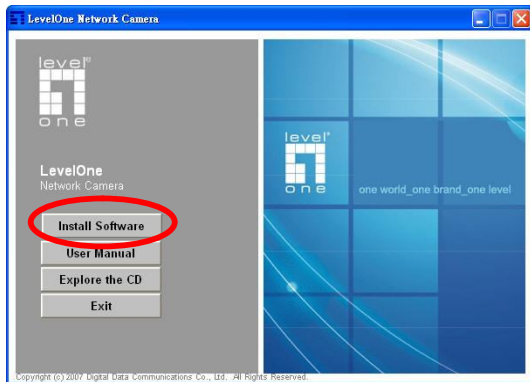 LevelOne Network Camera
level®
one
LevelOne
Network Camera
Install Software
User Manual
Explore the CD
Exit
level®
one
one world_one brand_one level
Copyright (c) 2007 Digital Data Communications Co., Ltd. All Rights Reserved.